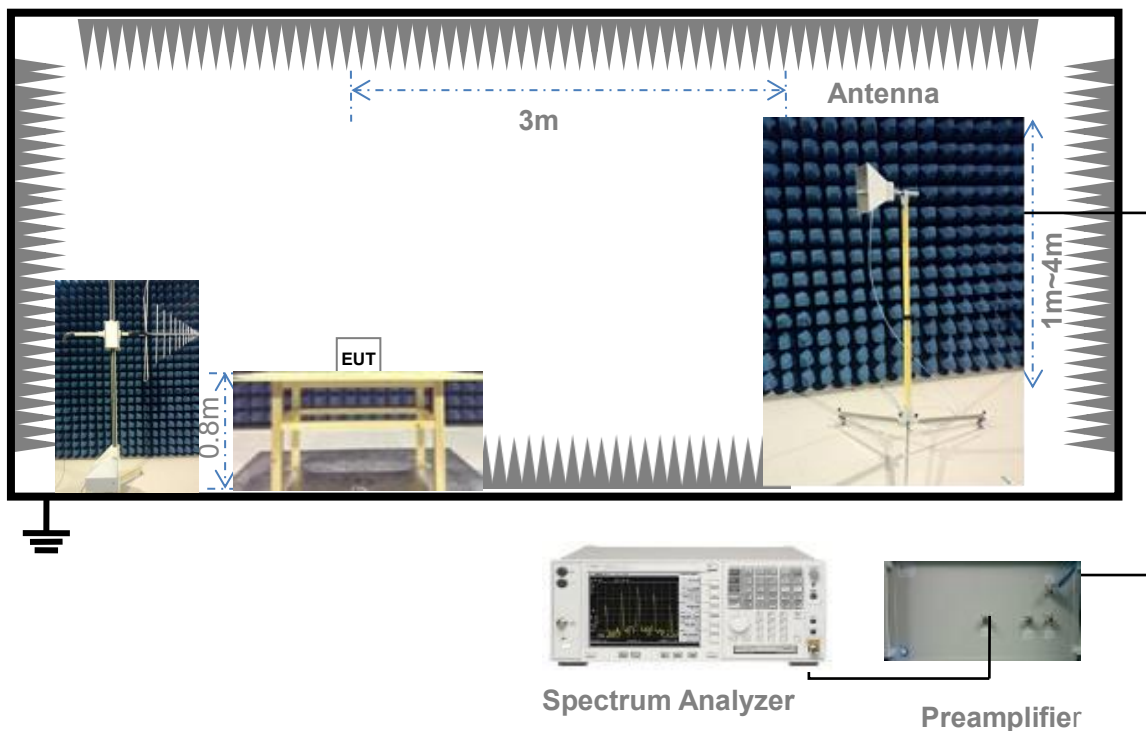 Antenna
3m
1m~4m
EUT
0.8m
Spectrum Analyzer
Preamplifier